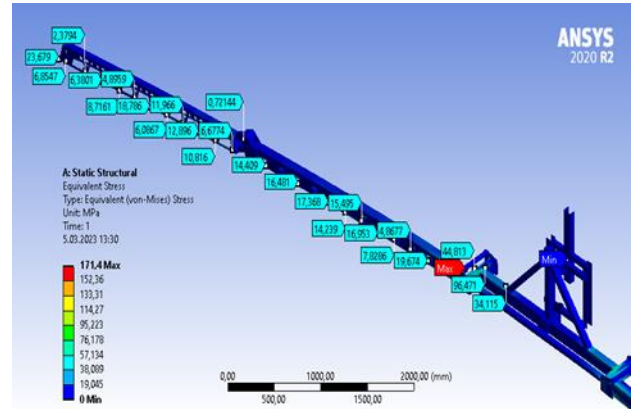 ANSYS
2020 R2
2,3794
23,679
6,8547
6,3801
4,8959
8,7161
18,786
11,966
0,72144
6,0867
12,896
6,6774
10,816
14,409
16,481
17,368
15,495
14,239
16,953
4,8677
7,8286
19,674
44,813
Max
96,471
34,115
Min
A: Static Structural
Equivalent Stress
Type: Equivalent (von-Mises) Stress
Unit: MPa
Time: 1
5.03.2023 13:30
171.4 Max
152,36
133,31
114,27
95,223
76,178
57,134
38,089
19,045
0 Min
0,00 1000,00 2000,00 (mm)
500,00 1500,00